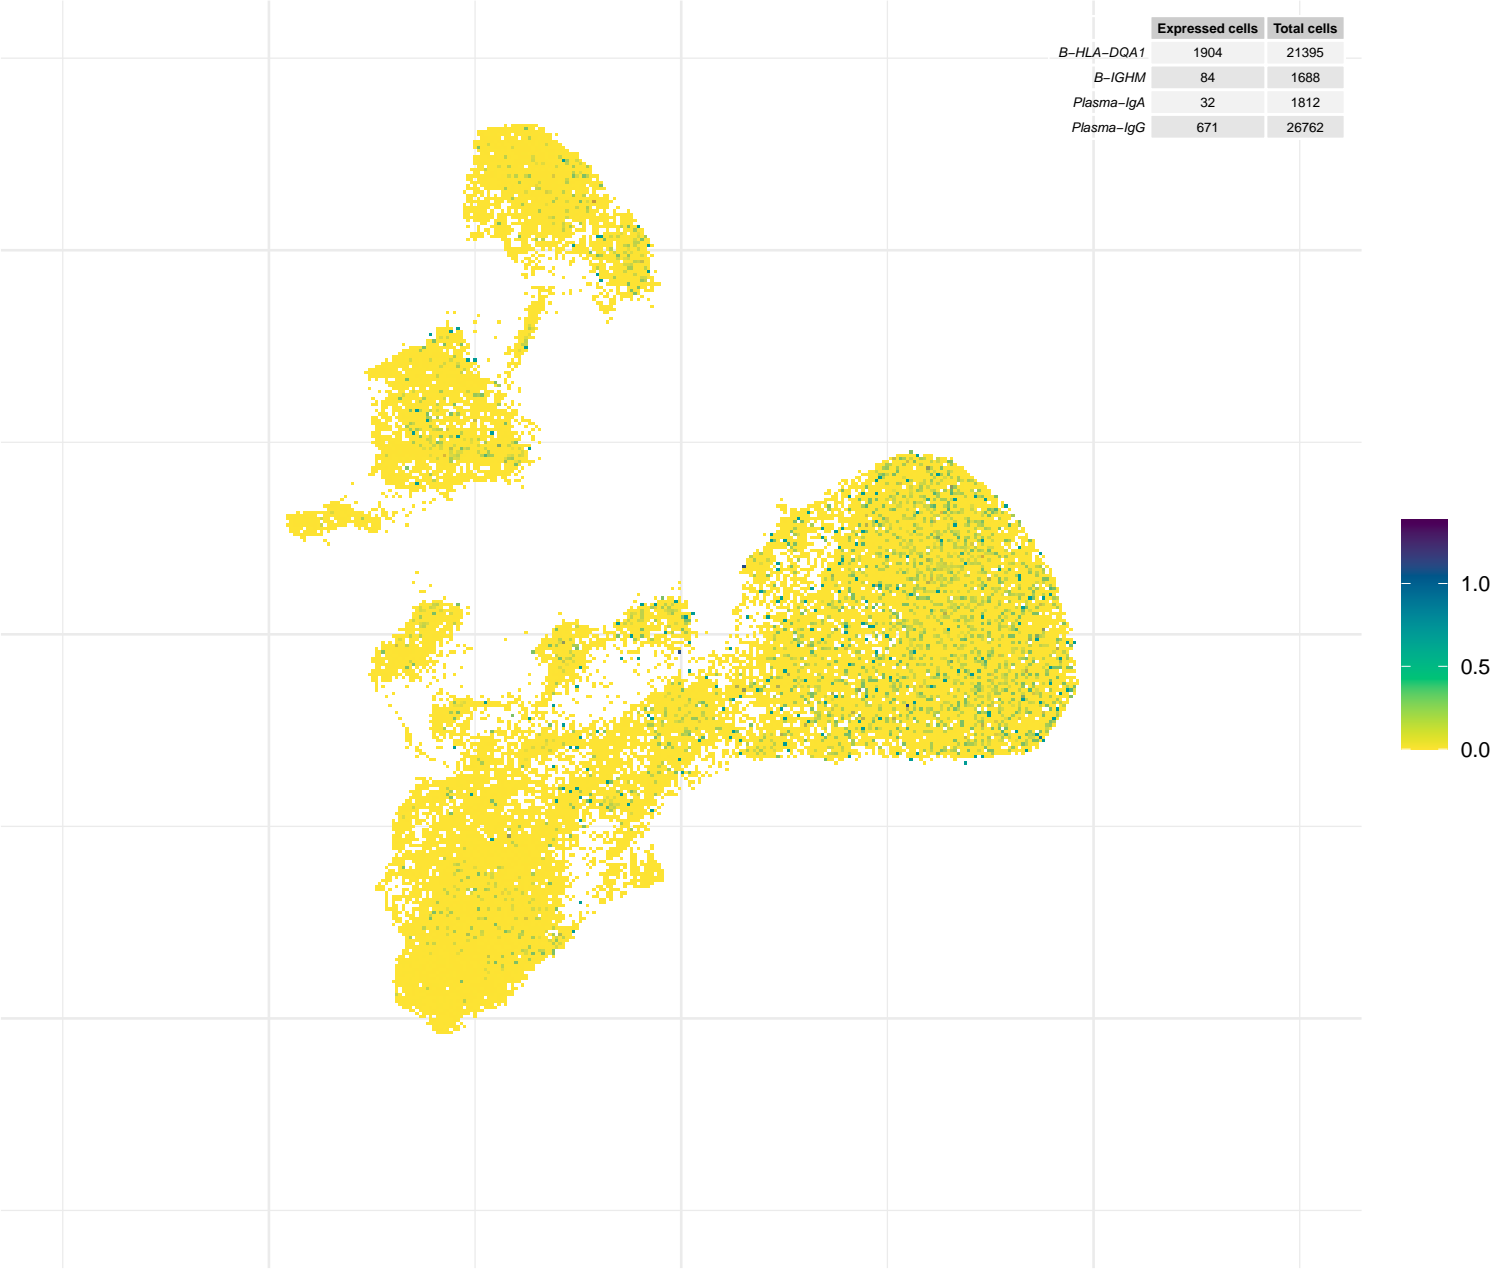 Expressed cells Total cells
B−HLA−DQA1 1904 21395
B−IGHM 84 1688
Plasma−IgA 32 1812
Plasma−IgG 671 26762
1.0
0.5
0.0